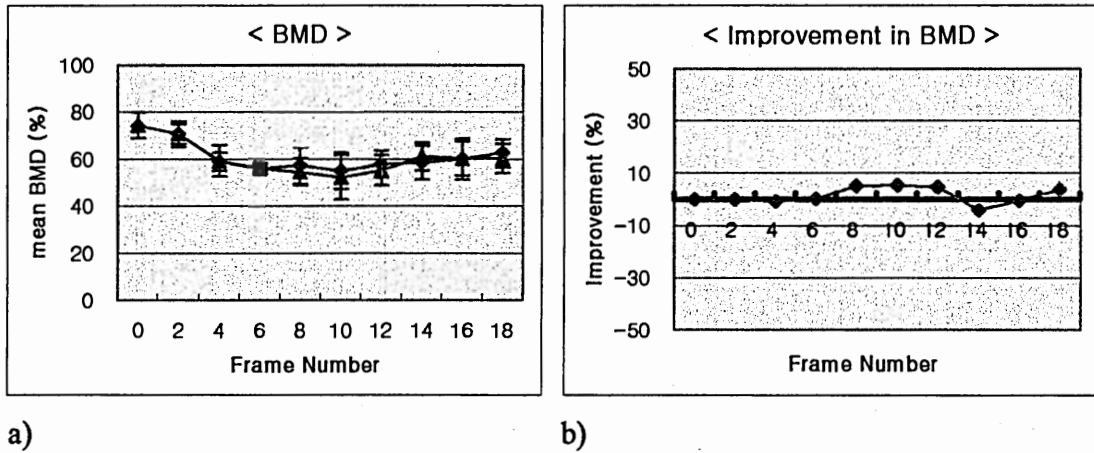 < BMD >
mean BMD (%)
100
80
60
40
20
0
0 2 4 6 8 10 12 14 16 18
Frame Number
a)
< Improvement in BMD >
Improvement (%)
50
30
10
−10
−30
−50
0 2 4 6 8 10 12 14 16 18
Frame Number
b)